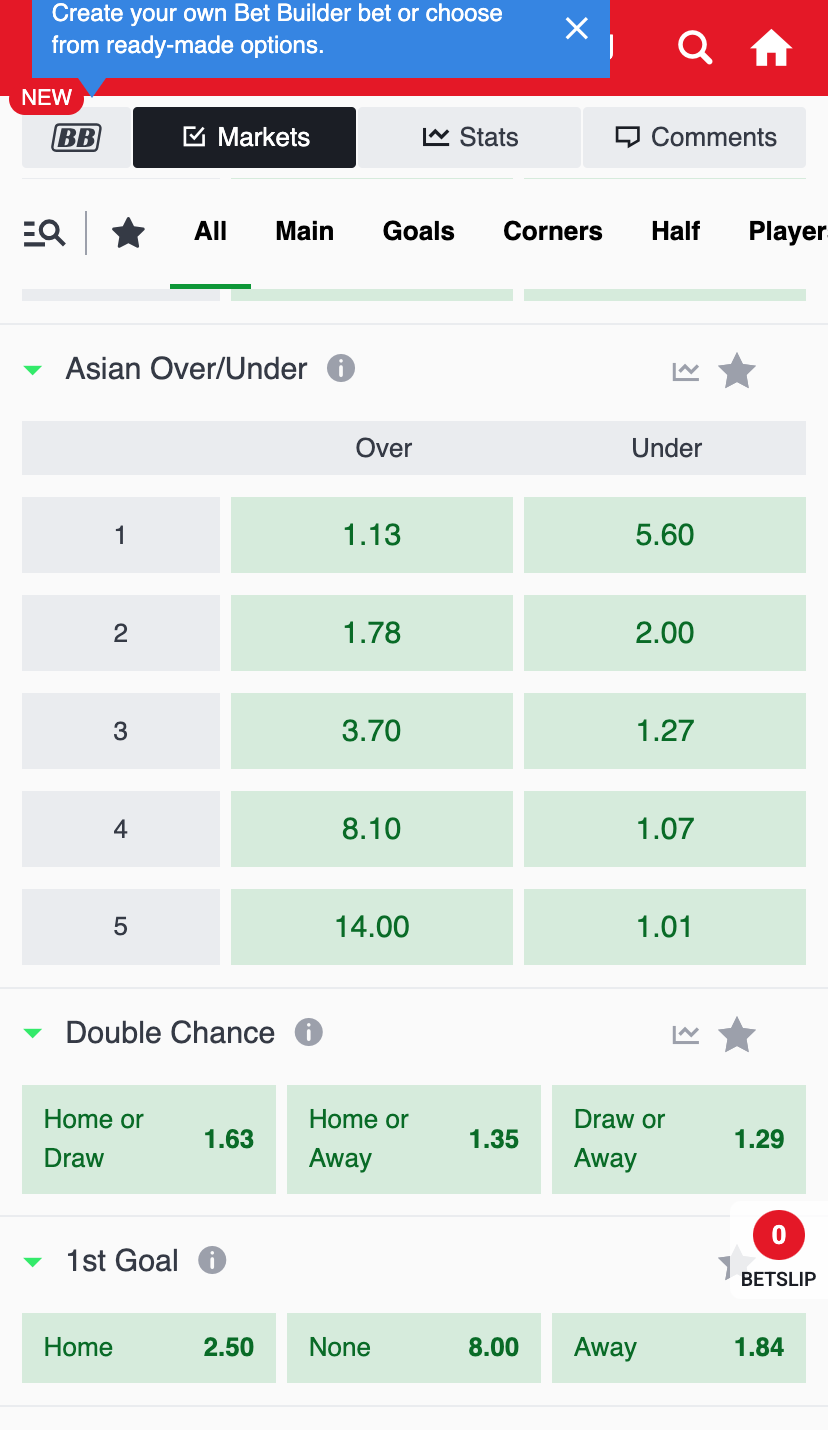 Create your own Bet Builder bet or choose
from ready-made options.
NEW
BB Markets Stats Comments
All Main Goals Corners Half Player
Asian Over/Under
Over Under
1 1.13 5.60
2 1.78 2.00
3 3.70 1.27
4 8.10 1.07
5 14.00 1.01
Double Chance
Home or
Draw
1.63
Home or
Away
1.35
Draw or
Away
1.29
0
BETSLIP
1st Goal
Home 2.50 None 8.00 Away 1.84